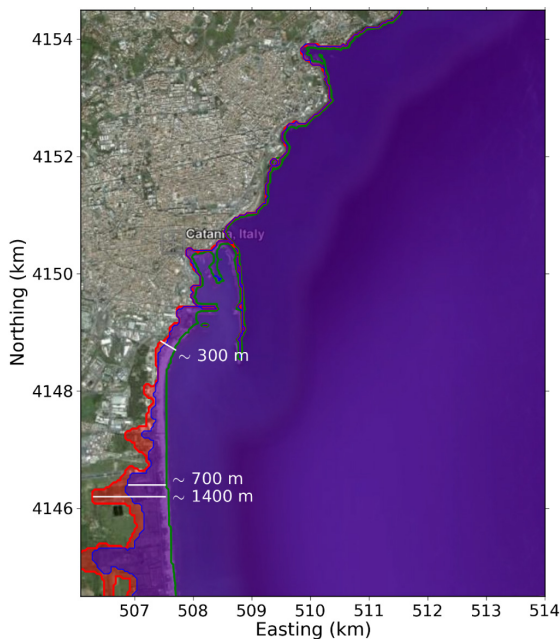 4154
4152
4150
4148
4146
Northing (km)
Catania, Italy
~ 300 m
~ 700 m
~ 1400 m
507 508 509 510 511 512 513 514
Easting (km)